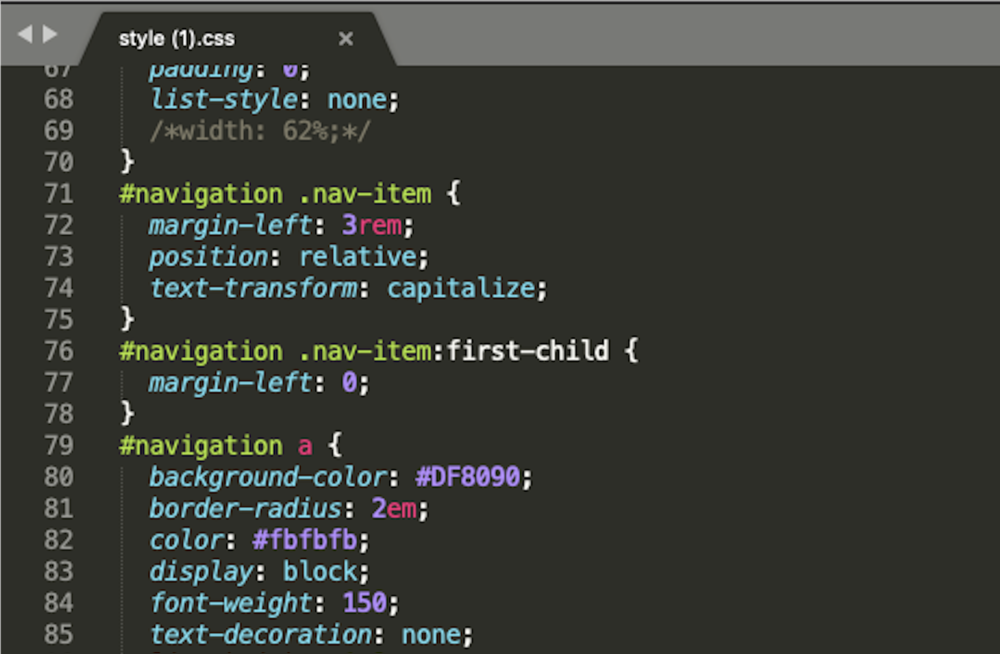 style (1).css
67 padding: 0;
68 list-style: none;
69 /*width: 62%;*/
70 }
71 #navigation .nav-item {
72 margin-left: 3rem;
73 position: relative;
74 text-transform: capitalize;
75 }
76 #navigation .nav-item:first-child {
77 margin-left: 0;
78 }
79 #navigation a {
80 background-color: #DF8090;
81 border-radius: 2em;
82 color: #fbfbfb;
83 display: block;
84 font-weight: 150;
85 text-decoration: none;